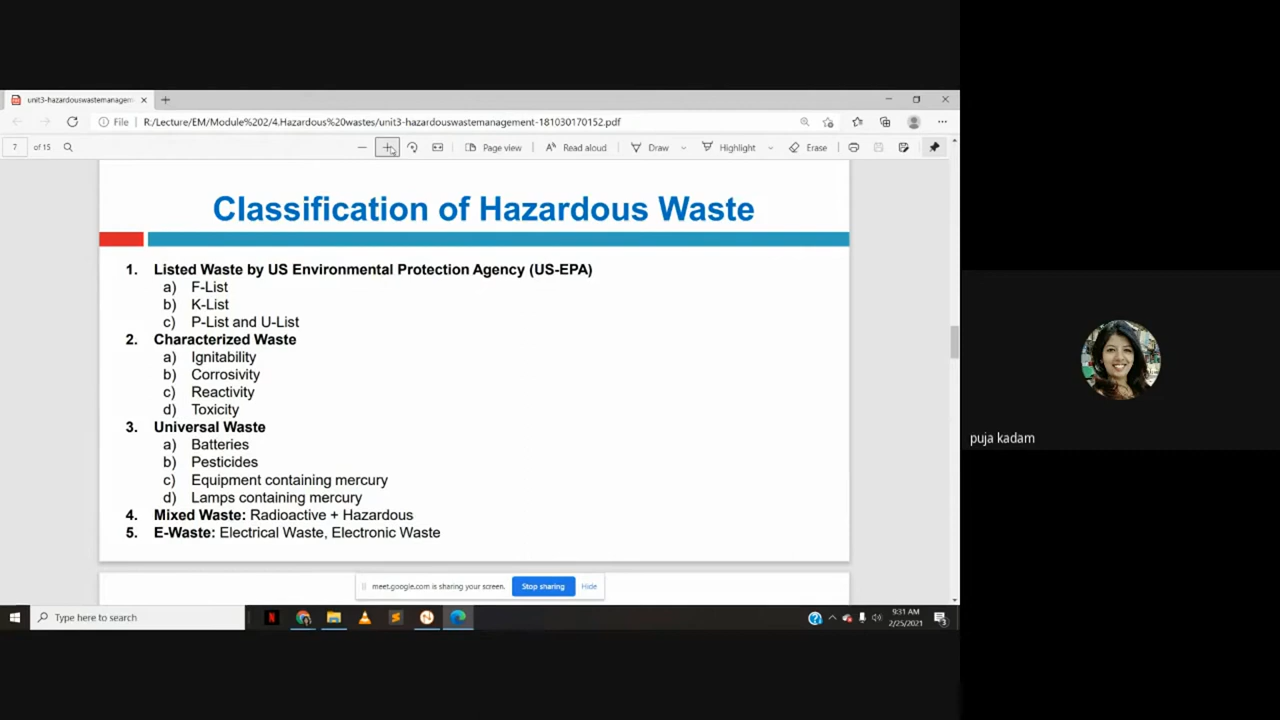 unit3-hazardouswastemanagem
File
R:/Lecture/EM/Module%202/4.Hazardous%20wastes/unit3-hazardouswastemanagement-181030170152.pdf
7 of 15
Page view
Read aloud
Draw
Highlight
Erase
Classification of Hazardous Waste
1. Listed Waste by US Environmental Protection Agency (US-EPA)
a) F-List
b) K-List
c) P-List and U-List
2. Characterized Waste
a) Ignitability
b) Corrosivity
c) Reactivity
d) Toxicity
3. Universal Waste
a) Batteries
b) Pesticides
c) Equipment containing mercury
d) Lamps containing mercury
4. Mixed Waste: Radioactive + Hazardous
5. E-Waste: Electrical Waste, Electronic Waste
puja kadam
meet.google.com is sharing your screen.
Stop sharing
Hide
Type here to search
9:31 AM
2/25/2021